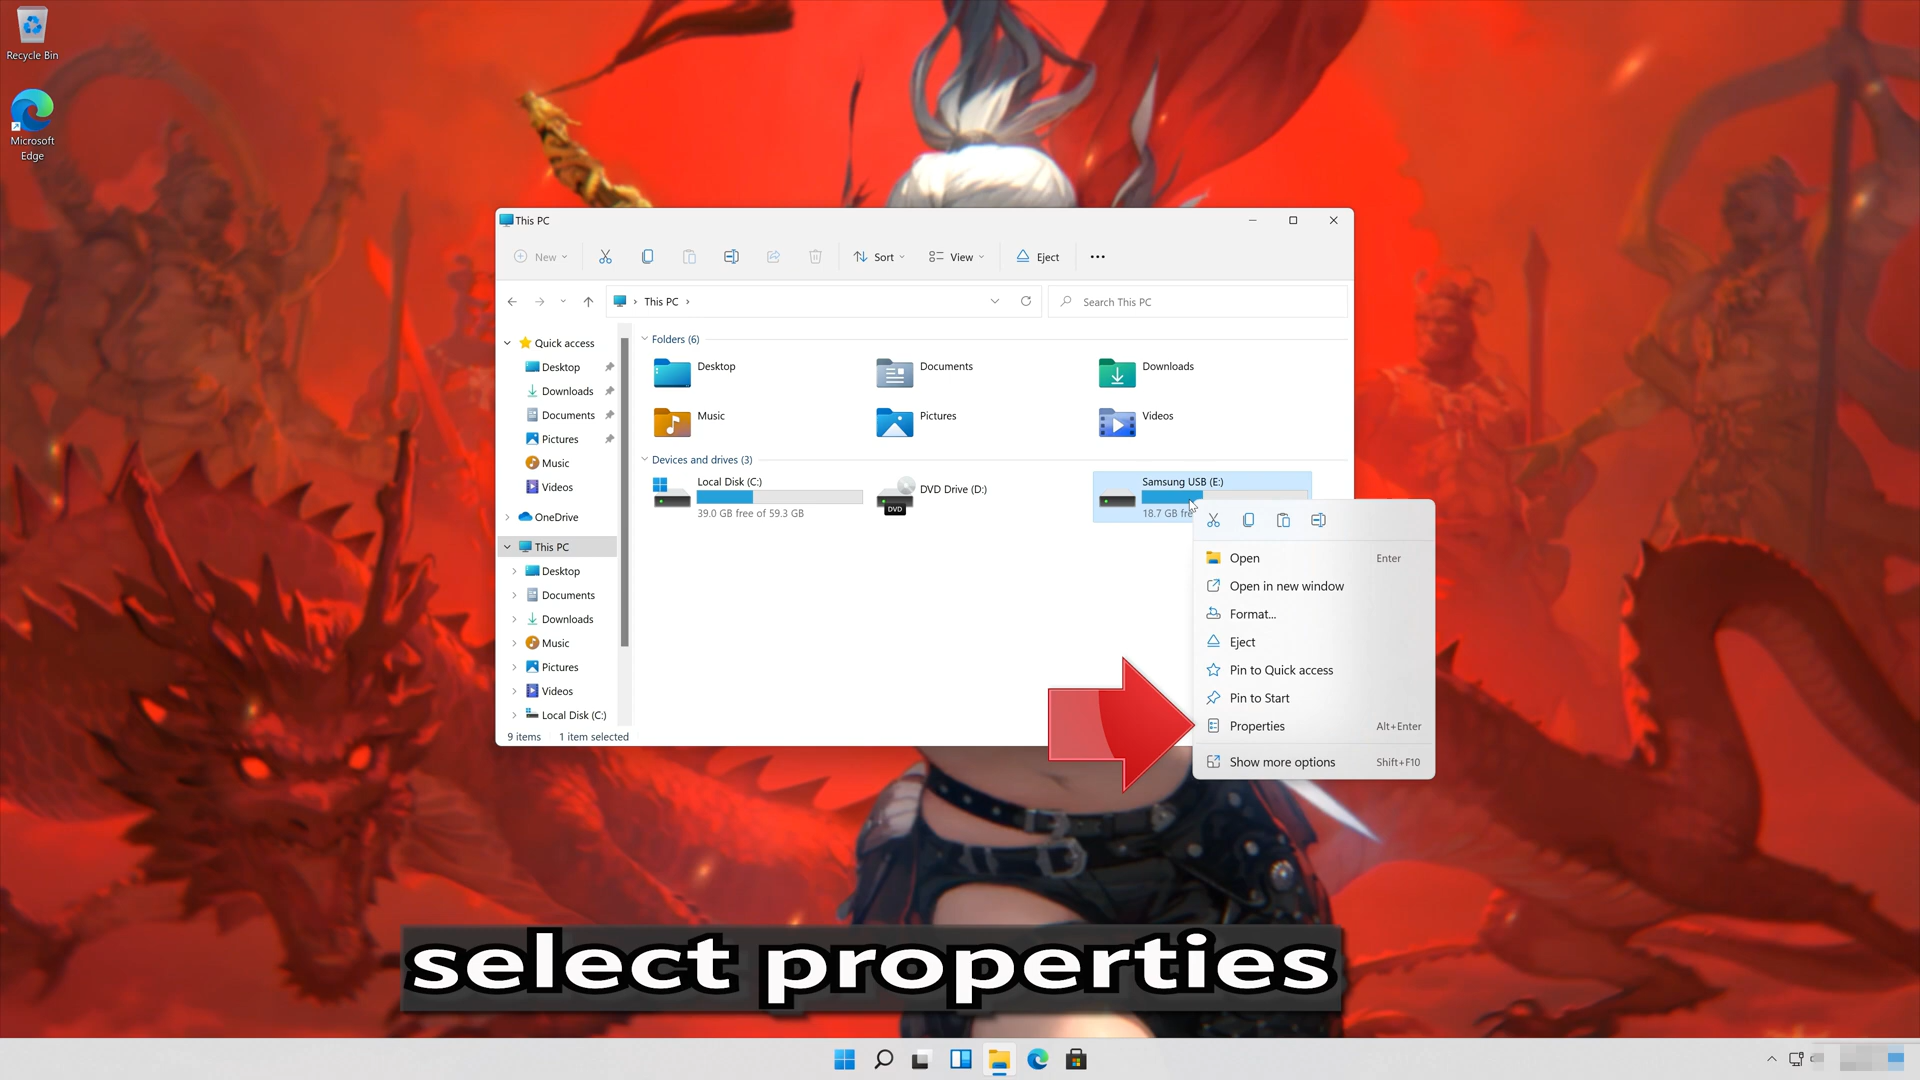 Recycle Bin
Microsoft
Edge
This PC
New
Sort
View
Eject
This PC
Search This PC
Quick access
Desktop
Downloads
Documents
Pictures
Music
Videos
OneDrive
This PC
Desktop
Documents
Downloads
Music
Pictures
Videos
Local Disk (C:)
Folders (6)
Desktop
Documents
Downloads
Music
Pictures
Videos
Devices and drives (3)
Local Disk (C:)
39.0 GB free of 59.3 GB
DVD
DVD Drive (D:)
Samsung USB (E:)
18.7 GB
Open Enter
Open in new window
Format...
Eject
Pin to Quick access
Pin to Start
Properties Alt+Enter
Show more options Shift+F10
9 items 1 item selected
select properties